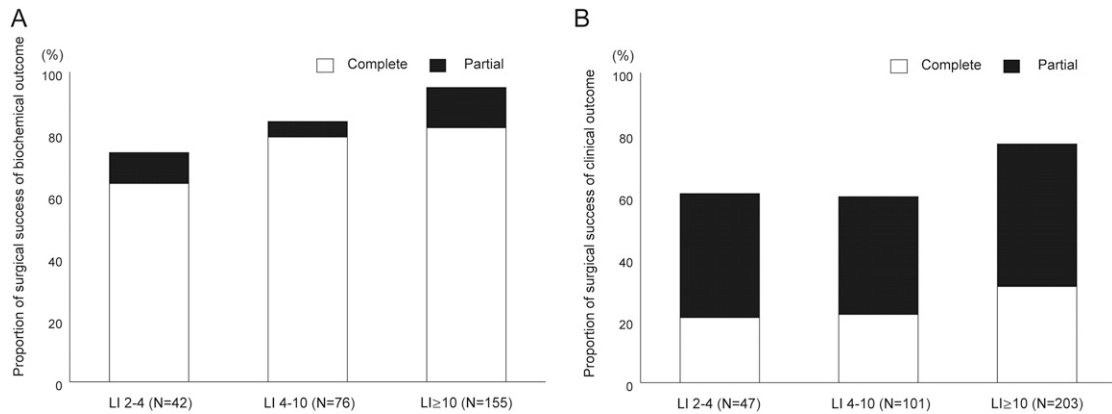 A
(%)
Complete Partial
Proportion of surgical success of biochemical outcome
100
80
60
40
20
0
LI 2-4 (N=42) LI 4-10 (N=76) LI≥10 (N=155)
B
(%)
Complete Partial
Proportion of surgical success of clinical outcome
100
80
60
40
20
0
LI 2-4 (N=47) LI 4-10 (N=101) LI≥10 (N=203)